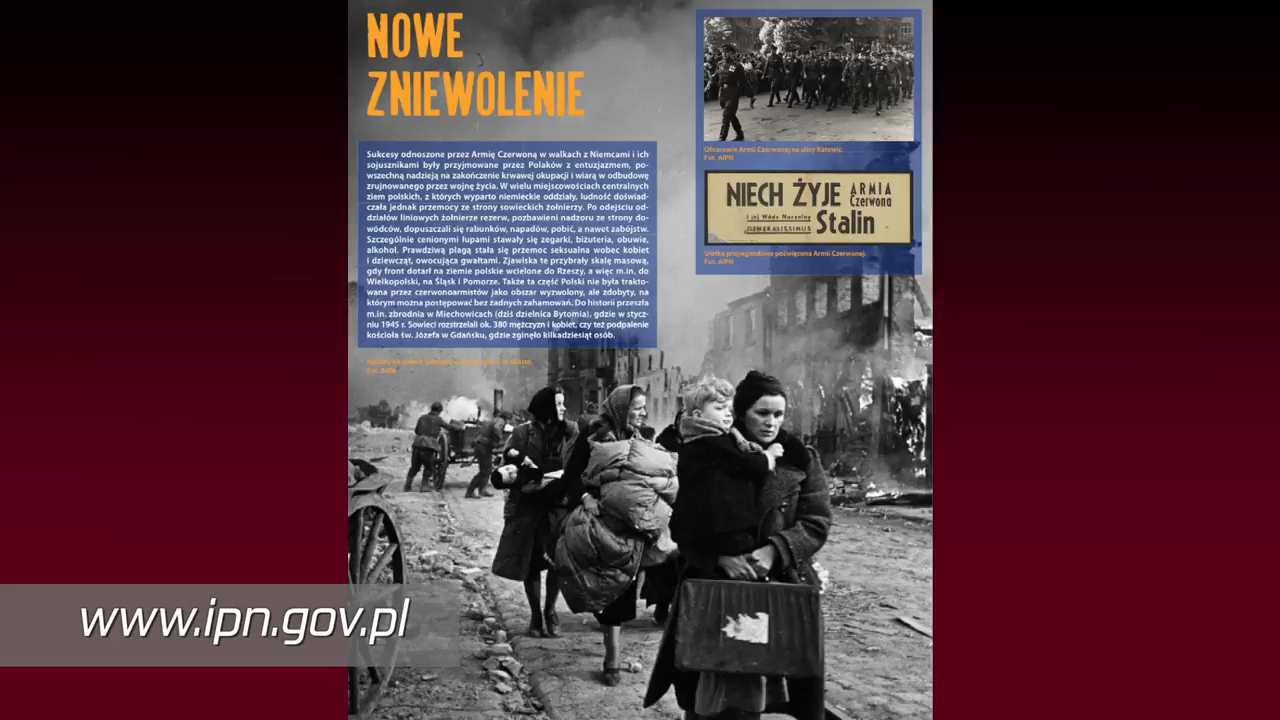 NOWE
ZNIEWOLENIE
Sukcesy odnoszone przez Armię Czerwoną w walkach z Niemcami i ich
sojusznikami były przyjmowane przez Polaków z entuzjazmem, po-
wszechną nadzieją na zakończenie krwawej okupacji i wiarą w odbudowę
zrujnowanego przez wojnę życia. W wielu miejscowościach centralnych
ziem polskich, z których wyparto niemieckie oddziały, ludność doświad-
czała jednak przemocy ze strony sowieckich żołnierzy. Po odejściu od-
działów liniowych żołnierze rezerw, pozbawieni nadzoru ze strony do-
wódców, dopuszczali się rabunków, napadów, pobić, a nawet zabójstw.
Szczególnie cenionymi łupami stawały się zegarki, biżuteria, obuwie,
alkohol. Prawdziwą plagą stała się przemoc seksualna wobec kobiet
i dziewcząt, owocująca gwałtami. Zjawiska te przybrały skalę masową,
gdy front dotarł na ziemie polskie wcielone do Rzeszy, a więc m.in. do
Wielkopolski, na Śląsk i Pomorze. Także ta część Polski nie była trakto-
wana przez czerwonoarmistów jako obszar wyzwolony, ale zdobyty, na
którym można postępować bez żadnych zahamowań. Do historii przeszła
m.in. zbrodnia w Miechowicach (dziś dzielnica Bytomia), gdzie w stycz-
niu 1945 r. Sowieci rozstrzelali ok. 380 mężczyzn i kobiet, czy też podpalenie
kościoła św. Józefa w Gdańsku, gdzie zginęło kilkadziesiąt osób.
Fot. AIPN
Oficerowie Armii Czerwonej na ulicy Katowic.
Fot. AIPN
NIECH ŻYJE ARMIA Czerwona
i jej Wódz Naczelny
GENERALISSIMUS Stalin
Ulotka propagandowa poświęcona Armii Czerwonej.
Fot. AIPN
www.ipn.gov.pl